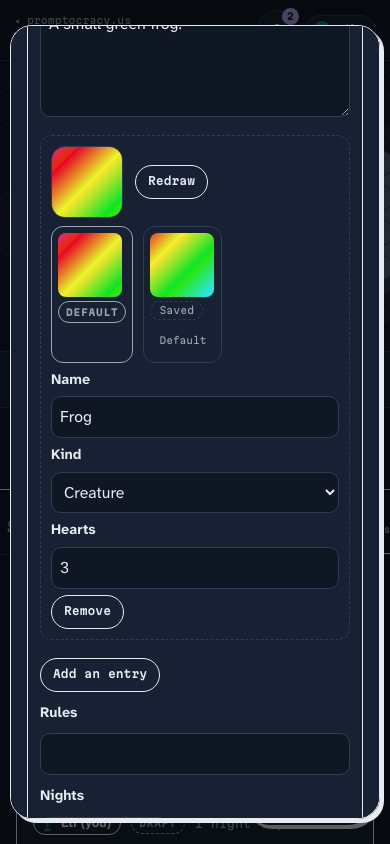 promptocracy.us
2
A small green frog.
Redraw
DEFAULT
Saved
Default
Name
Frog
Kind
Creature
Hearts
3
Remove
Add an entry
Rules
Nights
(you)
DRAFT
1 night